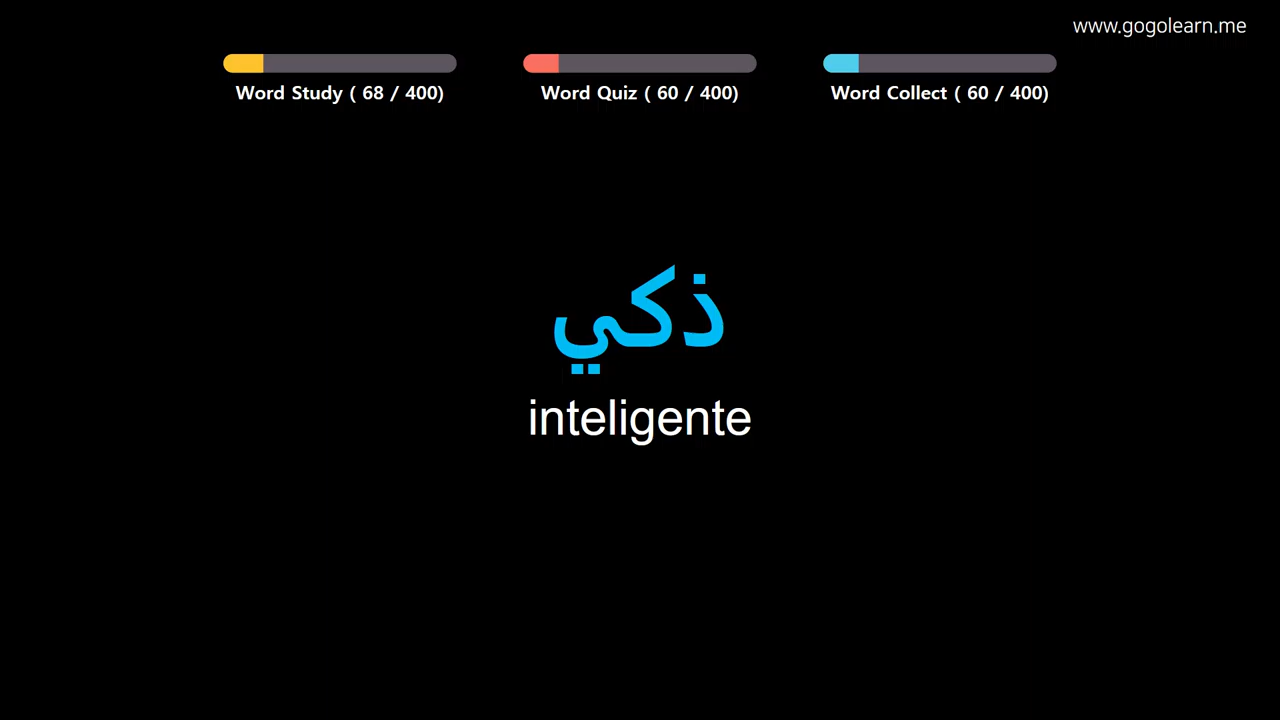 www.gogolearn.me
Word Study ( 68 / 400)
Word Quiz ( 60 / 400)
Word Collect ( 60 / 400)
ذكي
inteligente